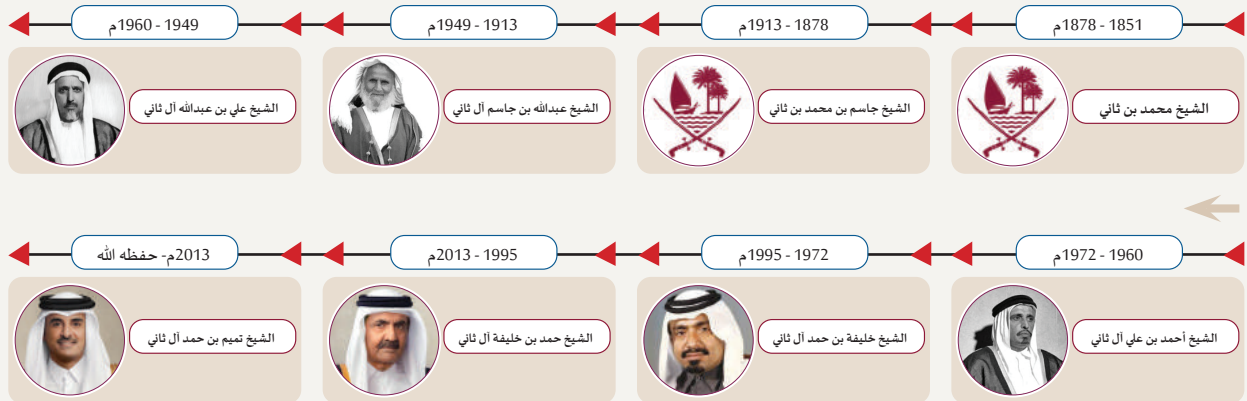 1851 - 1878م
الشيخ محمد بن ثاني
1878 - 1913م
الشيخ جاسم بن محمد بن ثاني
1913 - 1949م
الشيخ عبدالله بن جاسم آل ثاني
1949 - 1960م
الشيخ علي بن عبدالله آل ثاني
1960 - 1972م
الشيخ أحمد بن علي آل ثاني
1972 - 1995م
الشيخ خليفة بن حمد آل ثاني
1995 - 2013م
الشيخ حمد بن خليفة آل ثاني
2013م- حفظه الله
الشيخ تميم بن حمد آل ثاني